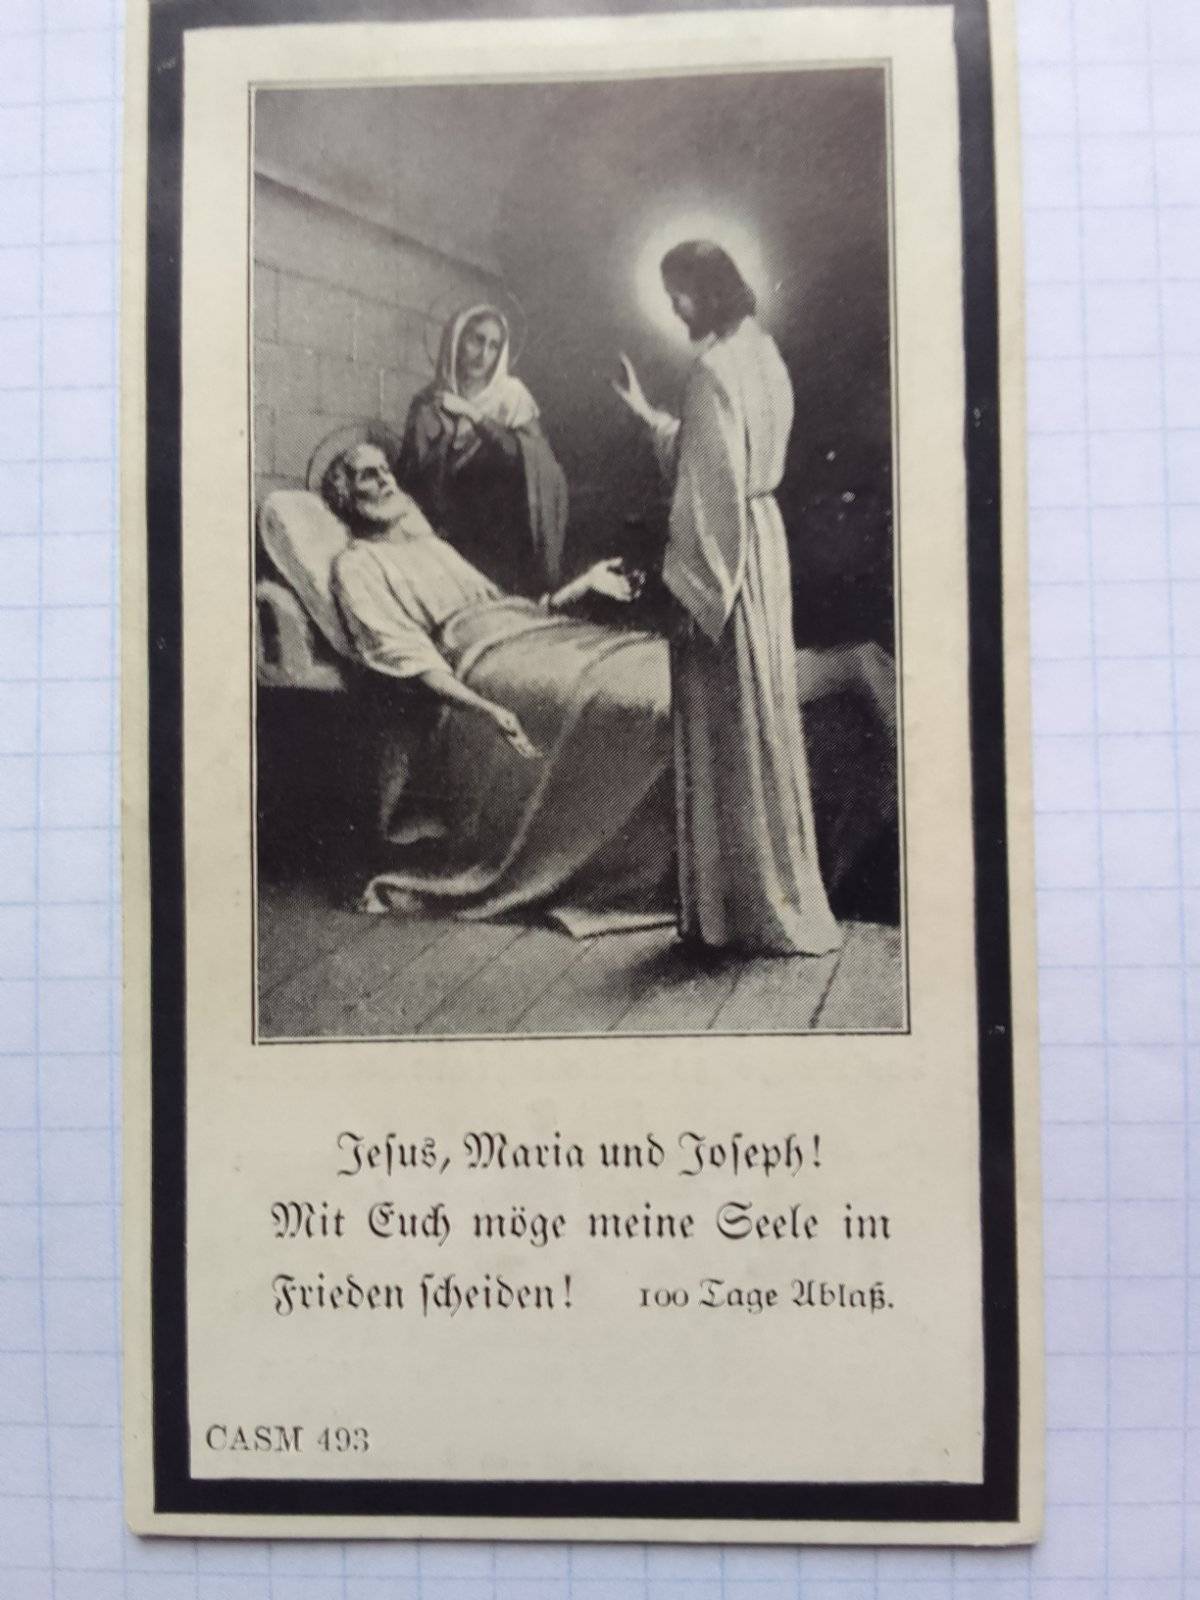 Jesus, Maria und Joseph!
Mit Euch möge meine Seele im
Frieden scheiden! 100 Tage Ablaß.
CASM 493